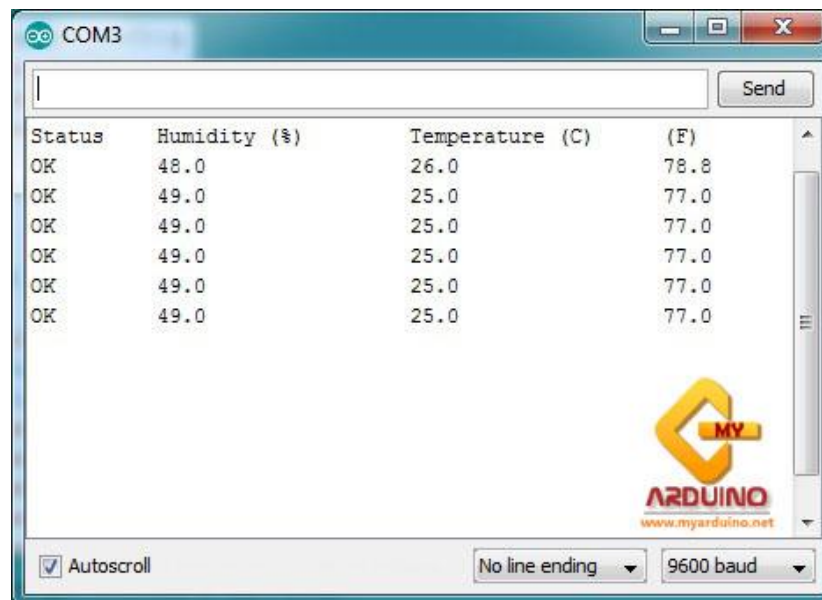 COM3
Send
Status Humidity (%) Temperature (C) (F)
OK 48.0 26.0 78.8
OK 49.0 25.0 77.0
OK 49.0 25.0 77.0
OK 49.0 25.0 77.0
OK 49.0 25.0 77.0
OK 49.0 25.0 77.0
MY
ARDUINO
www.myarduino.net
Autoscroll No line ending 9600 baud